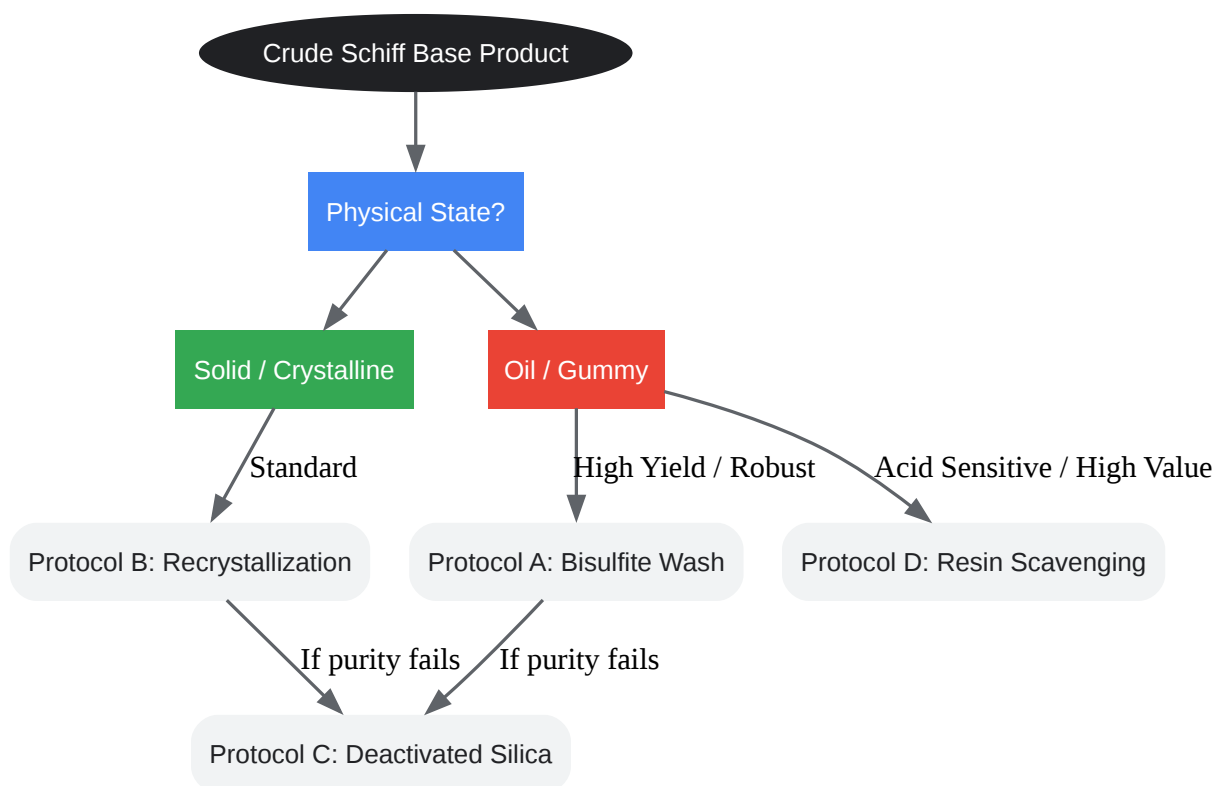 Crude Schiff Base Product
Physical State?
Solid / Crystalline
Oil / Gummy
Standard
High Yield / Robust
Acid Sensitive / High Value
Protocol B: Recrystallization
Protocol A: Bisulfite Wash
Protocol D: Resin Scavenging
If purity fails
If purity fails
Protocol C: Deactivated Silica